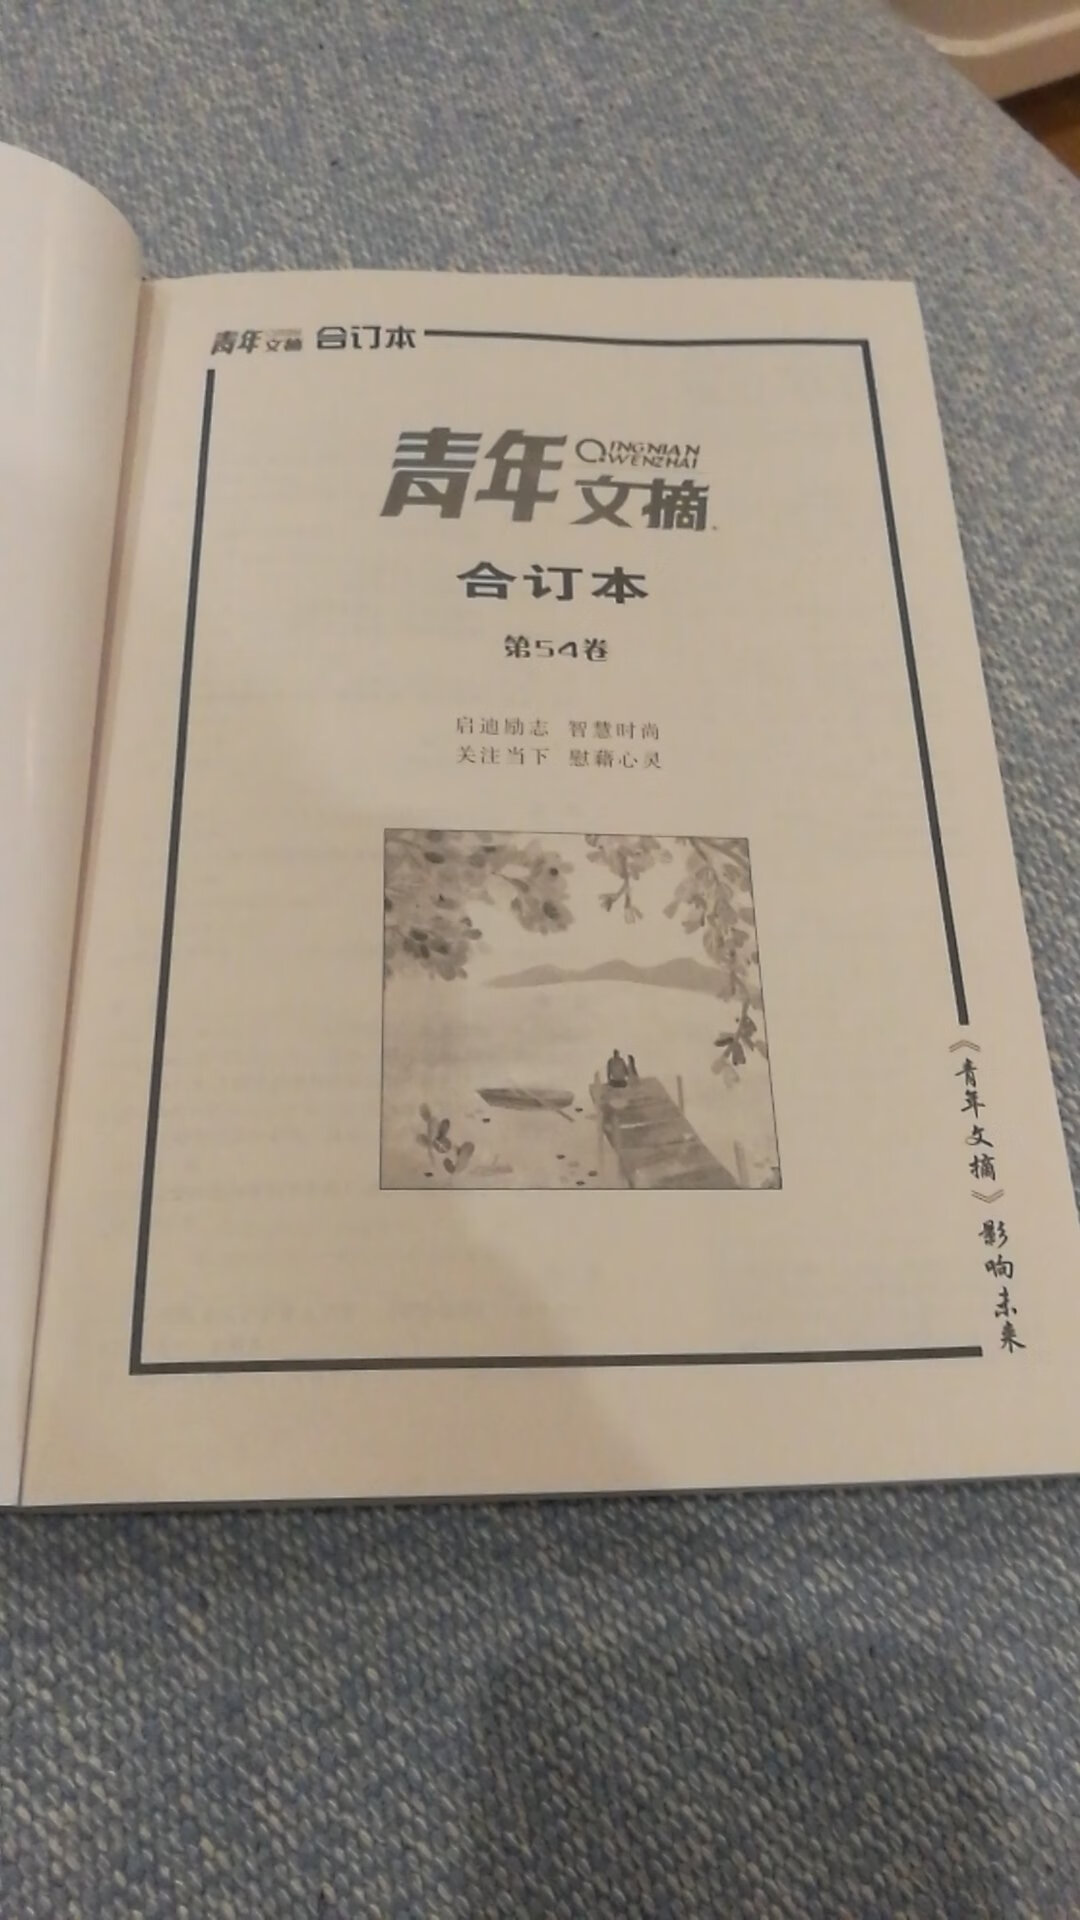 青年文摘 合订本
青年 QINGNIAN
WENZHAI
文摘
合订本
第54卷
启迪励志 智慧时尚
关注当下 慰藉心灵
《青年文摘》影响未来